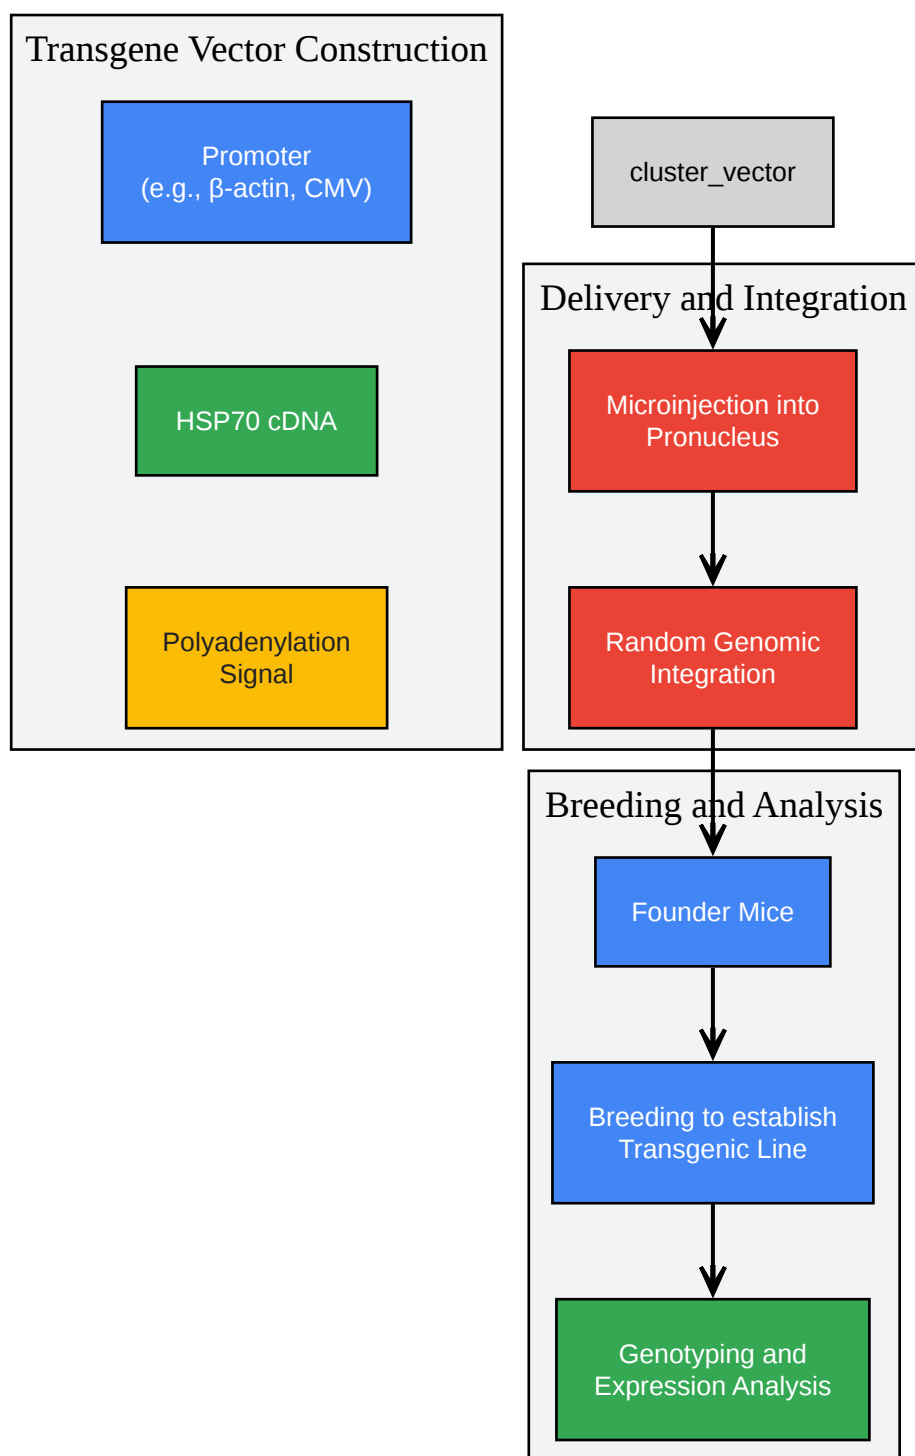 Transgene Vector Construction
Promoter
(e.g., β-actin, CMV)
HSP70 cDNA
Polyadenylation
Signal
cluster_vector
Delivery and Integration
Microinjection into
Pronucleus
Random Genomic
Integration
Breeding and Analysis
Founder Mice
Breeding to establish
Transgenic Line
Genotyping and
Expression Analysis